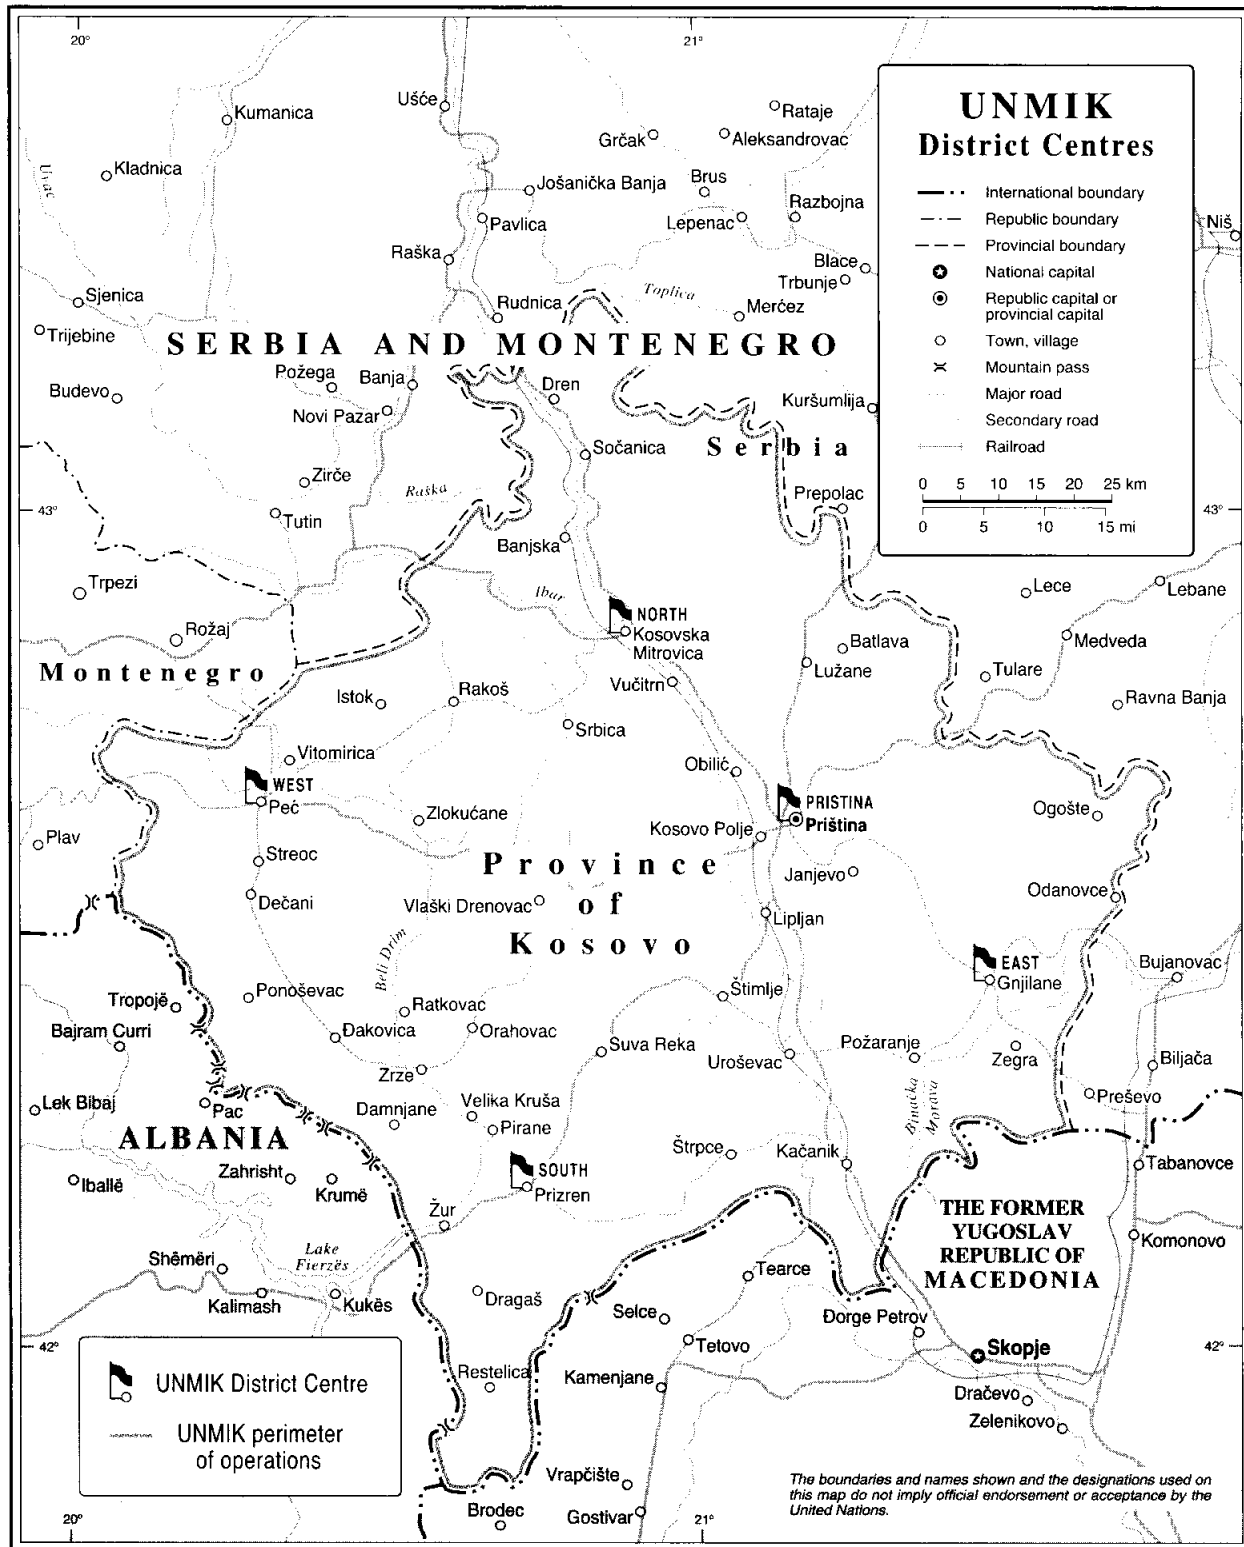 20°
21°
Kumanica
Ušće
Rataje
Grčak
Aleksandrovac
UNMIK
District Centres
Uvac
Kladnica
Jošanička Banja
Brus
Pavlica
Lepenac
Razbojna
International boundary
Republic boundary
Provincial boundary
National capital
Republic capital or
provincial capital
Town, village
Mountain pass
Major road
Secondary road
Railroad
0 5 10 15 20 25 km
0 5 10 15 mi
Niš
Raška
Blace
Trbunje
Sjenica
Rudnica
Toplica
Merćez
Trijebine
SERBIA AND MONTENEGRO
Požega
Banja
Dren
Budevo
Novi Pazar
Kuršumlija
Serbia
Sočanica
Zirče
Raška
Prepolac
43°
43°
Tutin
Banjska
Trpezi
Ibar
Lece
Lebane
NORTH
Kosovska
Mitrovica
Rožaj
Batlava
Medveda
Montenegro
Lužane
Tulare
Vučitrn
Istok
Rakoš
Ravna Banja
Srbica
Vitomirica
Obilić
WEST
Peć
PRISTINA
Priština
Zlokućane
Kosovo Polje
Ogošte
Plav
Streoc
Province
of
Kosovo
Janjevo
Dečani
Vlaški Drenovac
Odanovce
Lipljan
Beli Drim
EAST
Gnjilane
Bujanovac
Ponoševac
Štimlje
Tropojë
Ratkovac
Bajram Curri
Đakovica
Orahovac
Suva Reka
Uroševac
Požaranje
Zegra
Biljača
Zrze
Lek Bibaj
Pac
Damnjane
Velika Kruša
Pirane
Binačka
Morava
Preševo
ALBANIA
Štrpce
Kačanik
Tabanovce
Iballë
Zahrisht
Krumë
SOUTH
Prizren
Žur
THE FORMER
YUGOSLAV
REPUBLIC OF
MACEDONIA
Komonovo
Shëmëri
Lake
Fierzës
Tearce
Kalimash
Kukës
Dragaš
Selce
Đorge Petrov
42°
42°
Tetovo
Skopje
UNMIK District Centre
UNMIK perimeter
of operations
Restelica
Kamenjane
Dračevo
Zelenikovo
Vrapčište
Brodec
Gostivar
The boundaries and names shown and the designations used on
this map do not imply official endorsement or acceptance by the
United Nations.
20°
21°